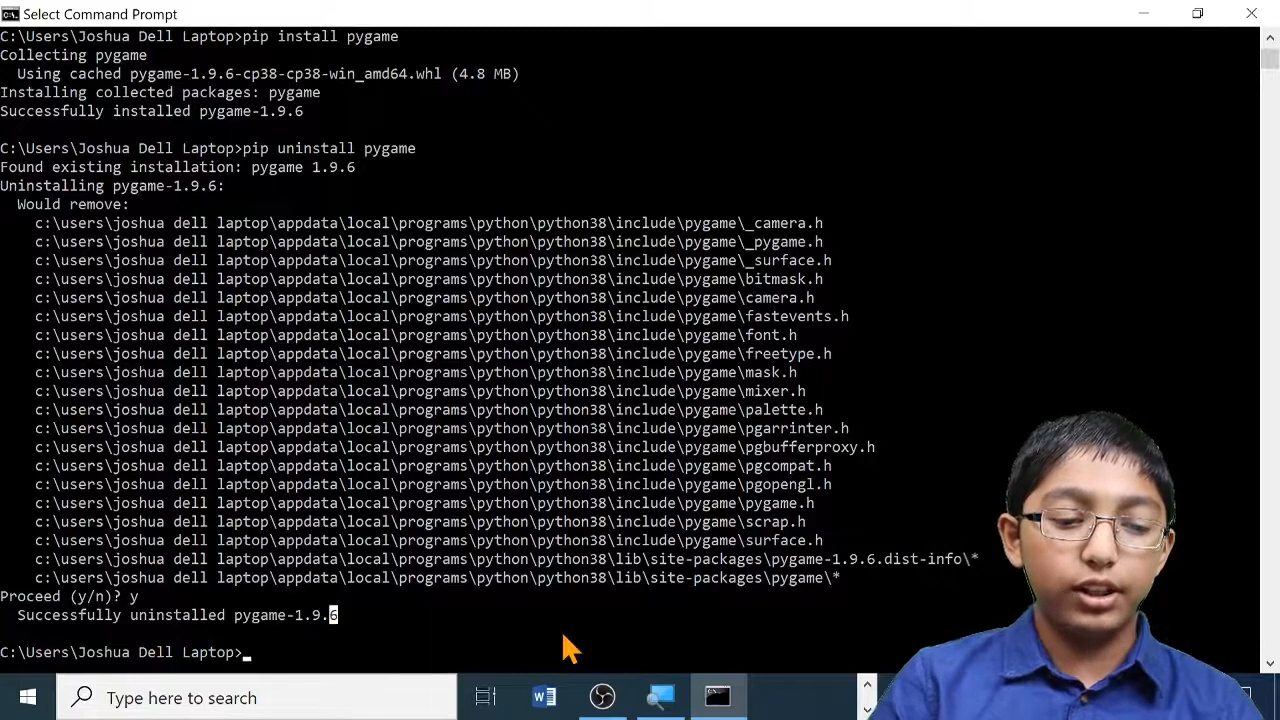 Select Command Prompt
C:\Users\Joshua Dell Laptop>pip install pygame
Collecting pygame
Using cached pygame-1.9.6-cp38-cp38-win_amd64.whl (4.8 MB)
Installing collected packages: pygame
Successfully installed pygame-1.9.6
C:\Users\Joshua Dell Laptop>pip uninstall pygame
Found existing installation: pygame 1.9.6
Uninstalling pygame-1.9.6:
Would remove:
c:\users\joshua dell laptop\appdata\local\programs\python\python38\include\pygame\_camera.h
c:\users\joshua dell laptop\appdata\local\programs\python\python38\include\pygame\_pygame.h
c:\users\joshua dell laptop\appdata\local\programs\python\python38\include\pygame\_surface.h
c:\users\joshua dell laptop\appdata\local\programs\python\python38\include\pygame\bitmask.h
c:\users\joshua dell laptop\appdata\local\programs\python\python38\include\pygame\camera.h
c:\users\joshua dell laptop\appdata\local\programs\python\python38\include\pygame\fastevents.h
c:\users\joshua dell laptop\appdata\local\programs\python\python38\include\pygame\font.h
c:\users\joshua dell laptop\appdata\local\programs\python\python38\include\pygame\freetype.h
c:\users\joshua dell laptop\appdata\local\programs\python\python38\include\pygame\mask.h
c:\users\joshua dell laptop\appdata\local\programs\python\python38\include\pygame\mixer.h
c:\users\joshua dell laptop\appdata\local\programs\python\python38\include\pygame\palette.h
c:\users\joshua dell laptop\appdata\local\programs\python\python38\include\pygame\pgarrinter.h
c:\users\joshua dell laptop\appdata\local\programs\python\python38\include\pygame\pgbufferproxy.h
c:\users\joshua dell laptop\appdata\local\programs\python\python38\include\pygame\pgcompat.h
c:\users\joshua dell laptop\appdata\local\programs\python\python38\include\pygame\pgopengl.h
c:\users\joshua dell laptop\appdata\local\programs\python\python38\include\pygame\pygame.h
c:\users\joshua dell laptop\appdata\local\programs\python\python38\include\pygame\scrap.h
c:\users\joshua dell laptop\appdata\local\programs\python\python38\include\pygame\surface.h
c:\users\joshua dell laptop\appdata\local\programs\python\python38\lib\site-packages\pygame-1.9.6.dist-info\*
c:\users\joshua dell laptop\appdata\local\programs\python\python38\lib\site-packages\pygame\*
Proceed (y/n)? y
Successfully uninstalled pygame-1.9.6
C:\Users\Joshua Dell Laptop>
Type here to search